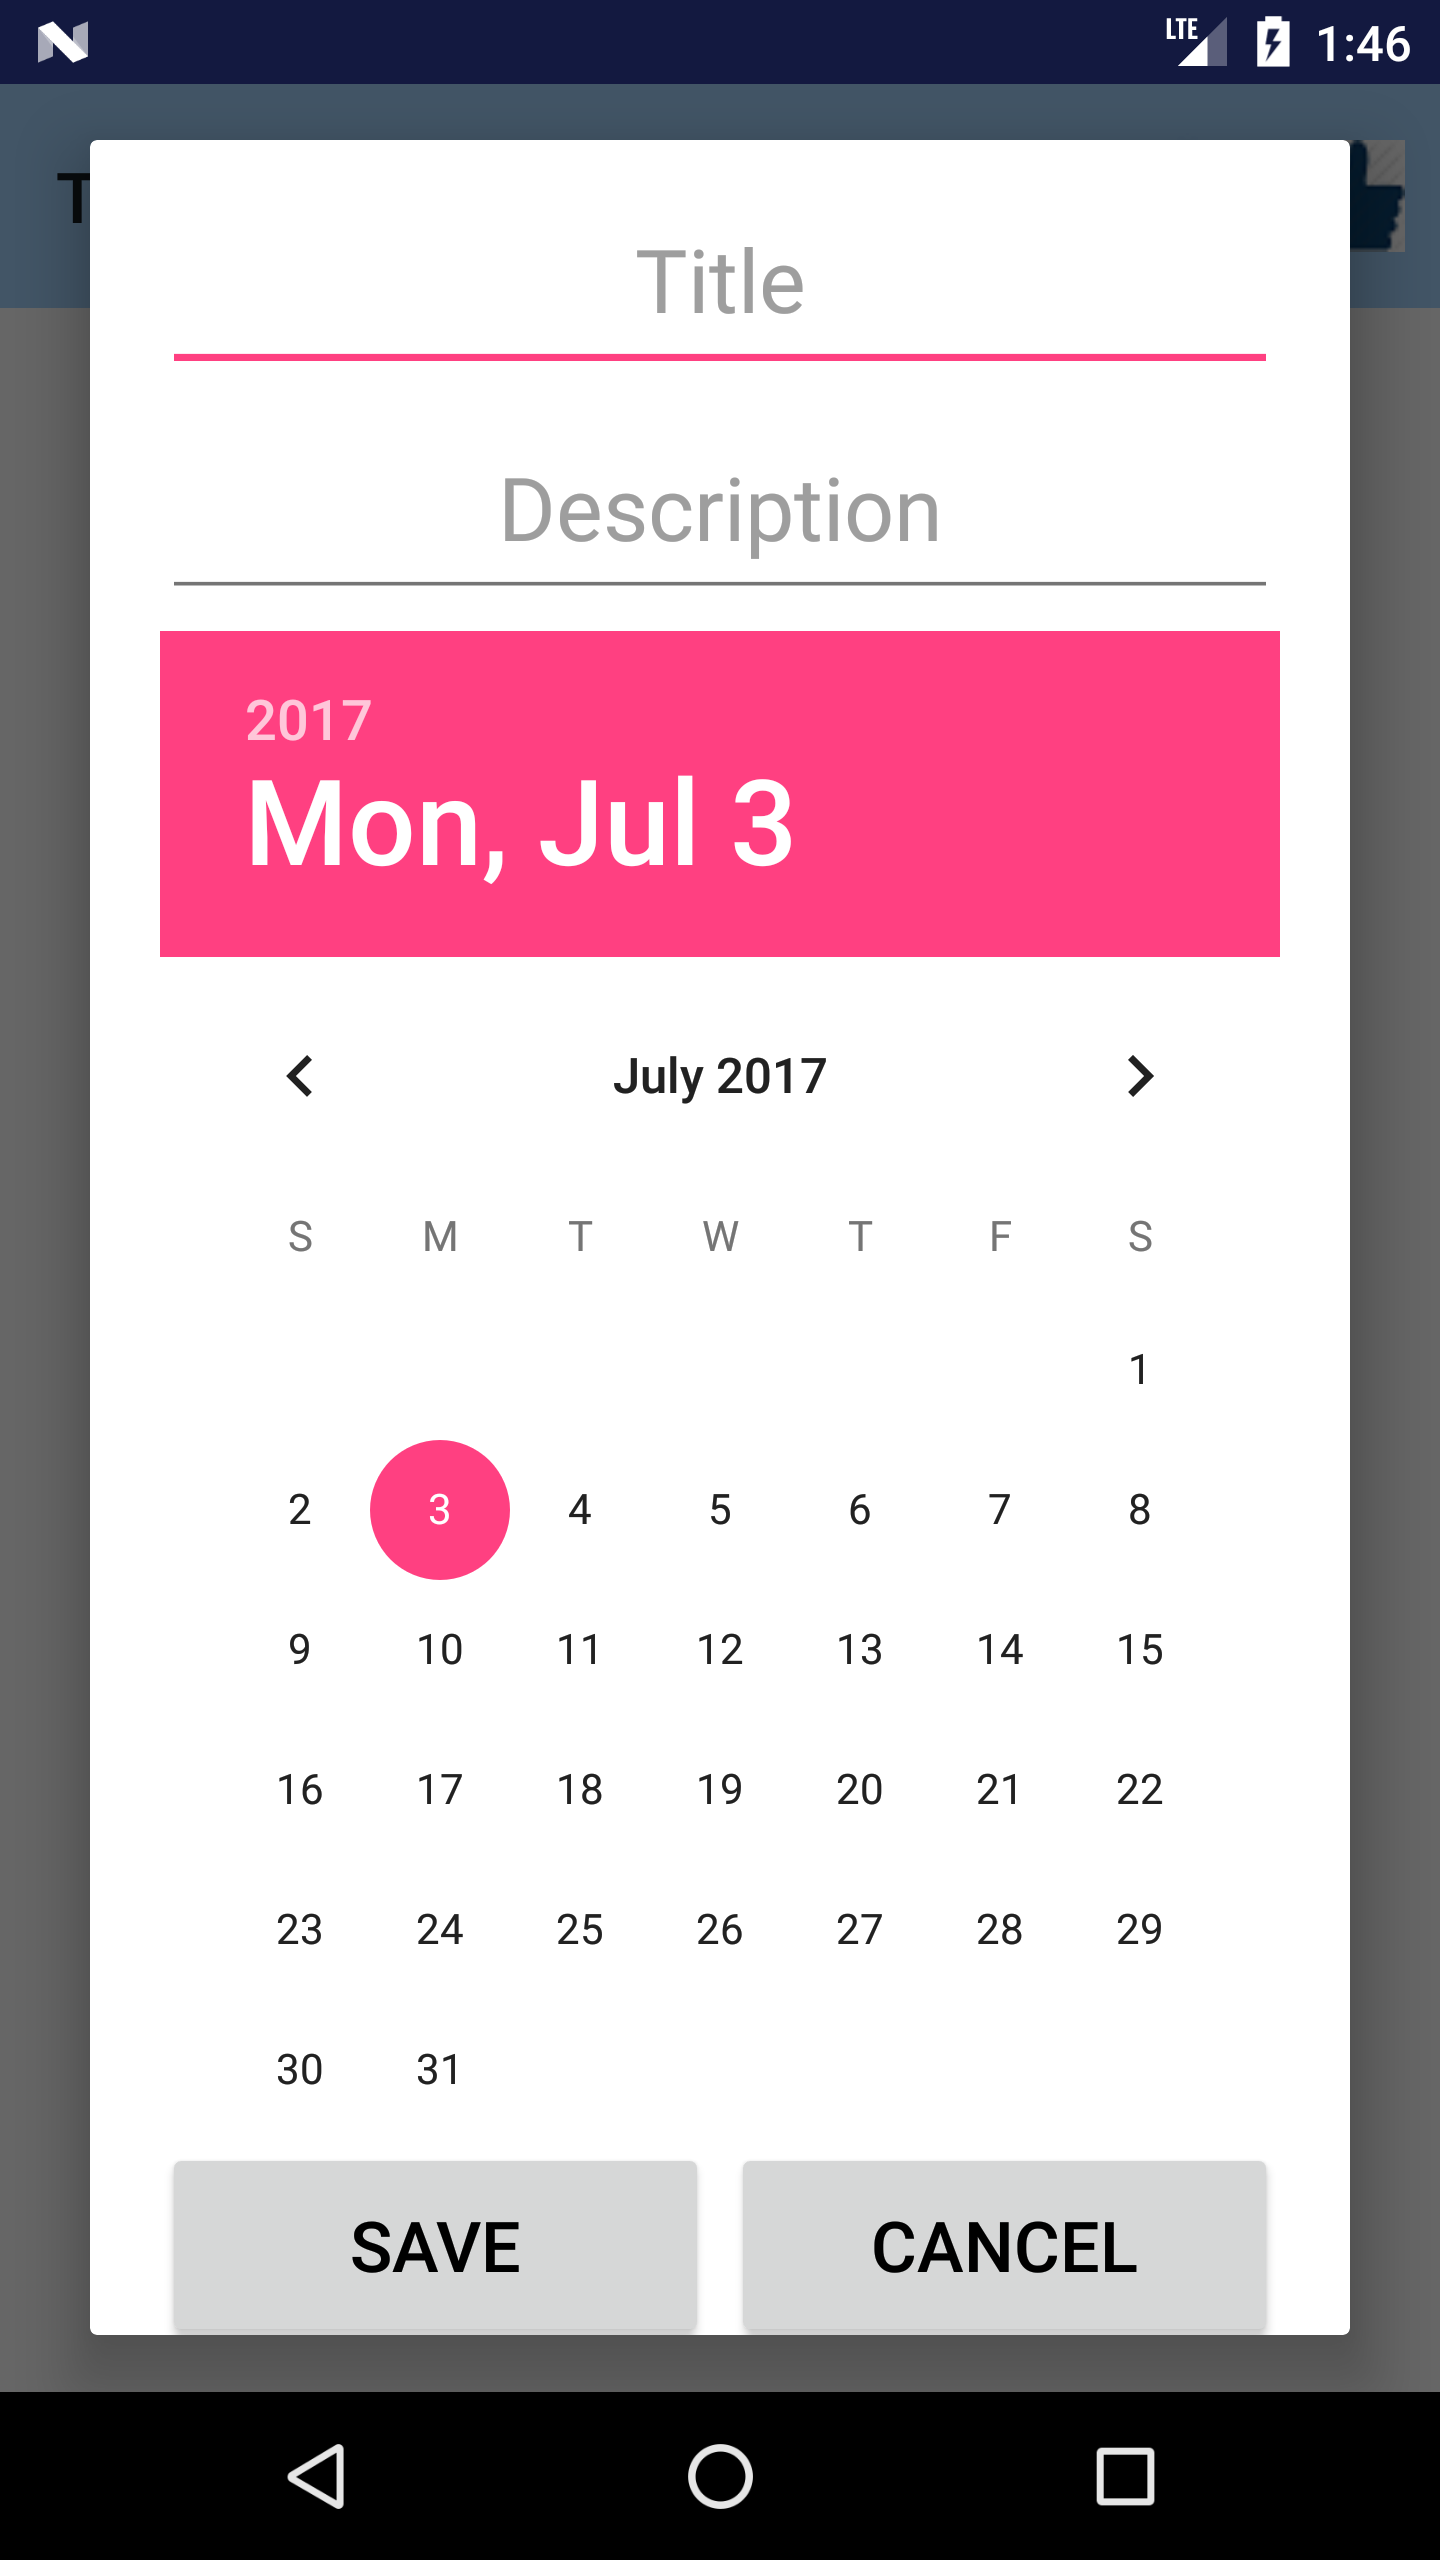 LTE 1:46
T
Title
Description
2017
Mon, Jul 3
July 2017
S M T W T F S
1
2 3 4 5 6 7 8
9 10 11 12 13 14 15
16 17 18 19 20 21 22
23 24 25 26 27 28 29
30 31
SAVE CANCEL